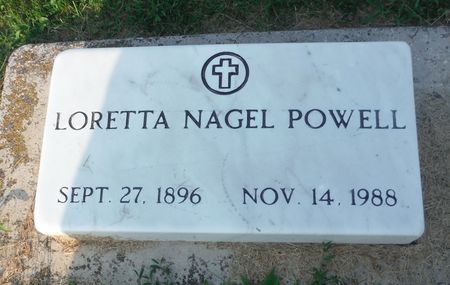 LORETTA NAGEL POWELL
SEPT. 27, 1896 NOV. 14, 1988